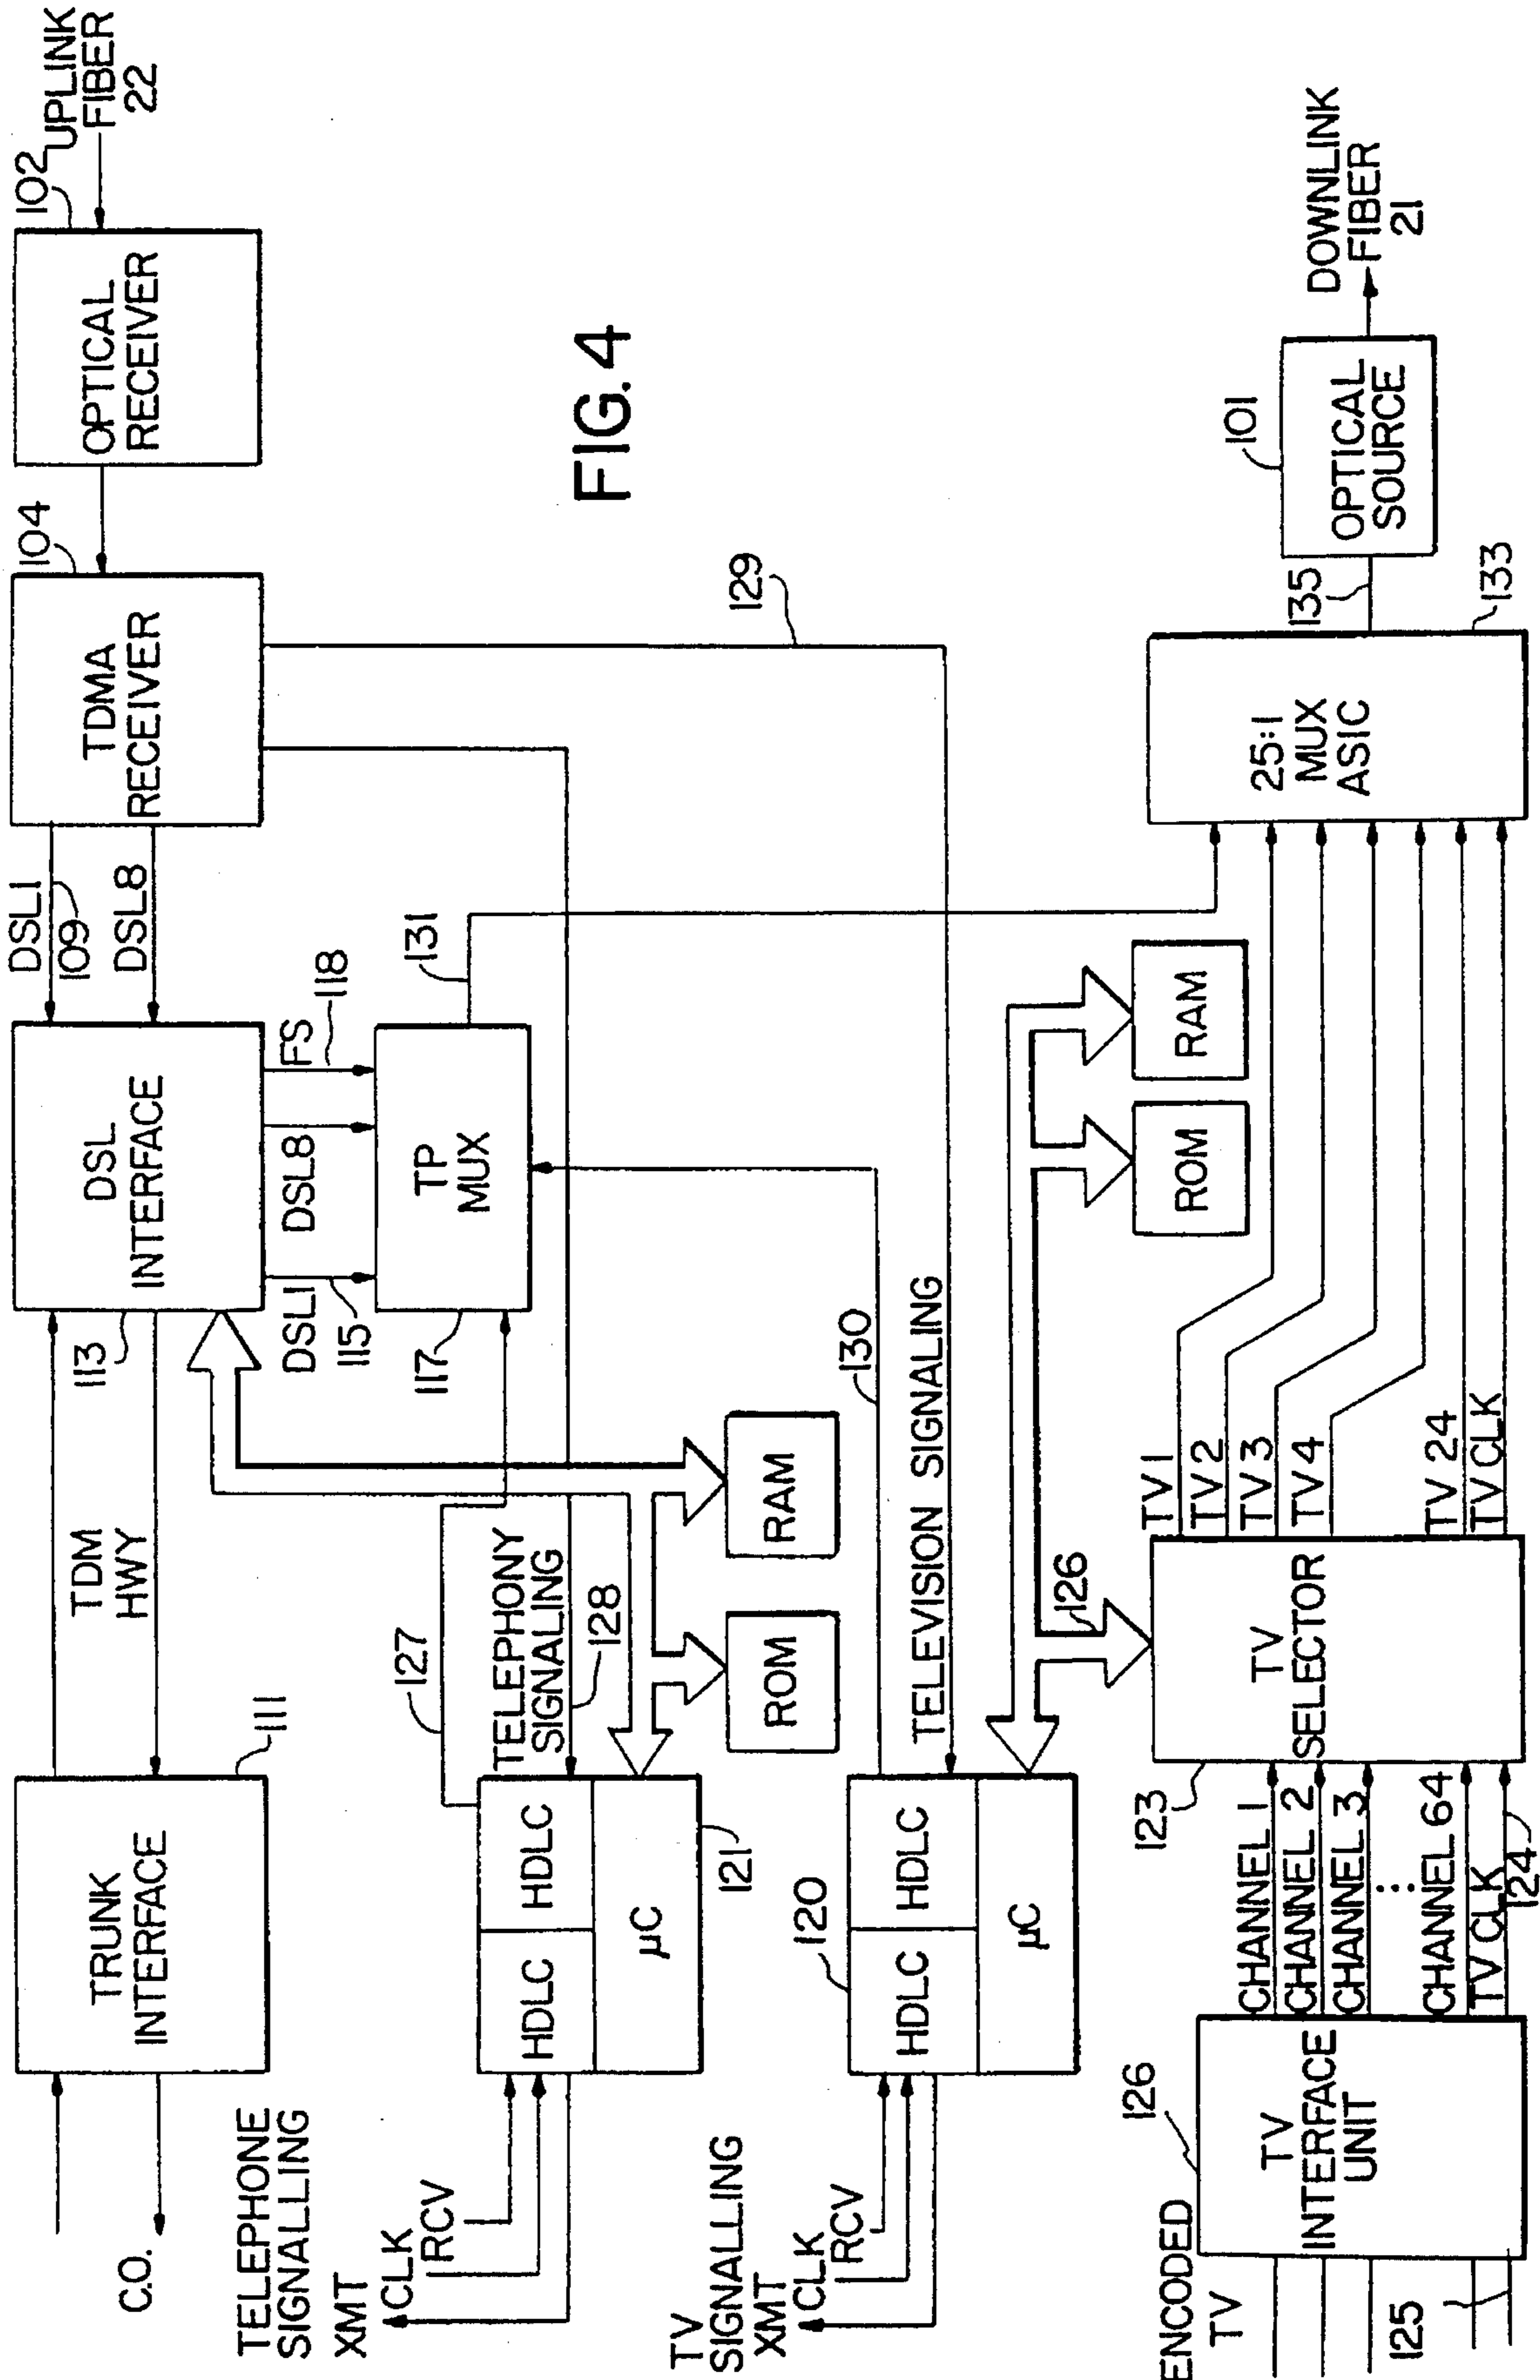 C.O.
TRUNK
INTERFACE
111
TDM
HWY
113
DSL
INTERFACE
DSL1
109
DSL8
104
TDMA
RECEIVER
102
OPTICAL
RECEIVER
UPLINK
FIBER
22
DSL1
115
DSL8
FS
118
117
TP
MUX
131
FIG. 4
TELEPHONE
SIGNALLING
XMT
CLK
RCV
HDLC
HDLC
μC
121
127
TELEPHONY
SIGNALING
128
ROM
RAM
129
TV
SIGNALLING
XMT
CLK
RCV
120
HDLC
HDLC
μC
130
TELEVISION SIGNALING
126
ROM
RAM
ENCODED
TV
125
126
TV
INTERFACE
UNIT
CHANNEL 1
CHANNEL 2
CHANNEL 3
CHANNEL 64
TV CLK
124
123
TV
SELECTOR
TV 1
TV 2
TV 3
TV 4
TV 24
TV CLK
25:1
MUX
ASIC
133
135
101
OPTICAL
SOURCE
DOWNLINK
FIBER
21